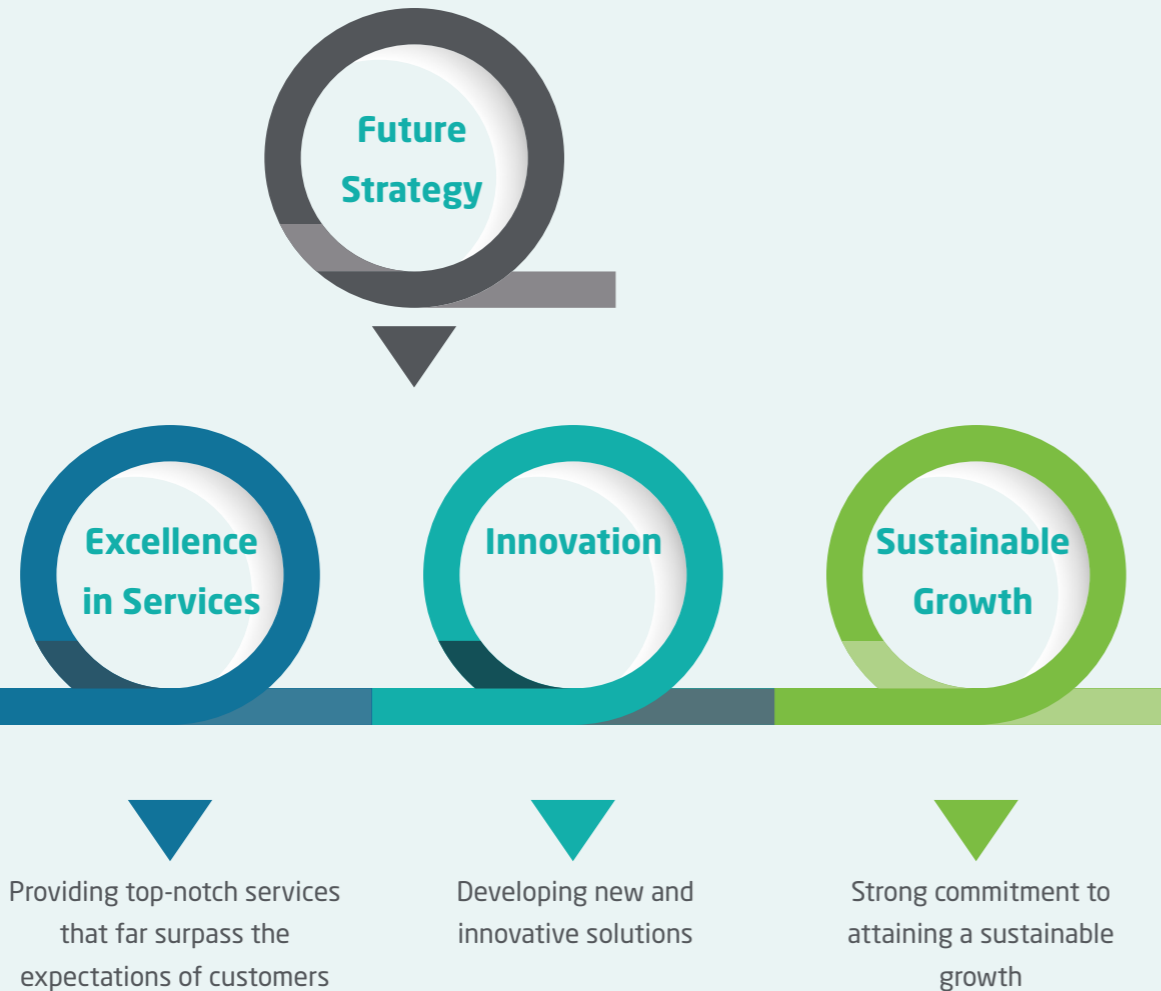 Future
Strategy
Excellence
in Services
Innovation
Sustainable
Growth
Providing top-notch services
that far surpass the
expectations of customers
Developing new and
innovative solutions
Strong commitment to
attaining a sustainable
growth